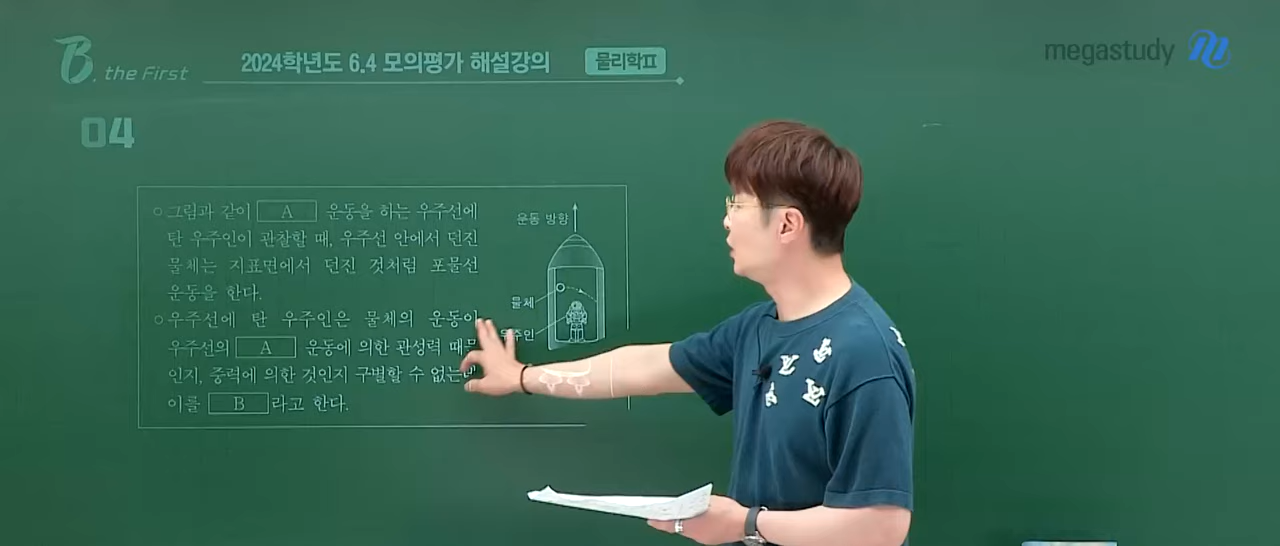 B. the First
2024학년도 6.4 모의평가 해설강의 물리학Ⅱ
megastudy
04
○그림과 같이 A 운동을 하는 우주선에
탄 우주인이 관찰할 때, 우주선 안에서 던진
물체는 지표면에서 던진 것처럼 포물선
운동을 한다.
○우주선에 탄 우주인은 물체의 운동이
우주선의 A 운동에 의한 관성력 때문
인지, 중력에 의한 것인지 구별할 수 없는데
이를 B 라고 한다.
운동 방향
물체
우주인